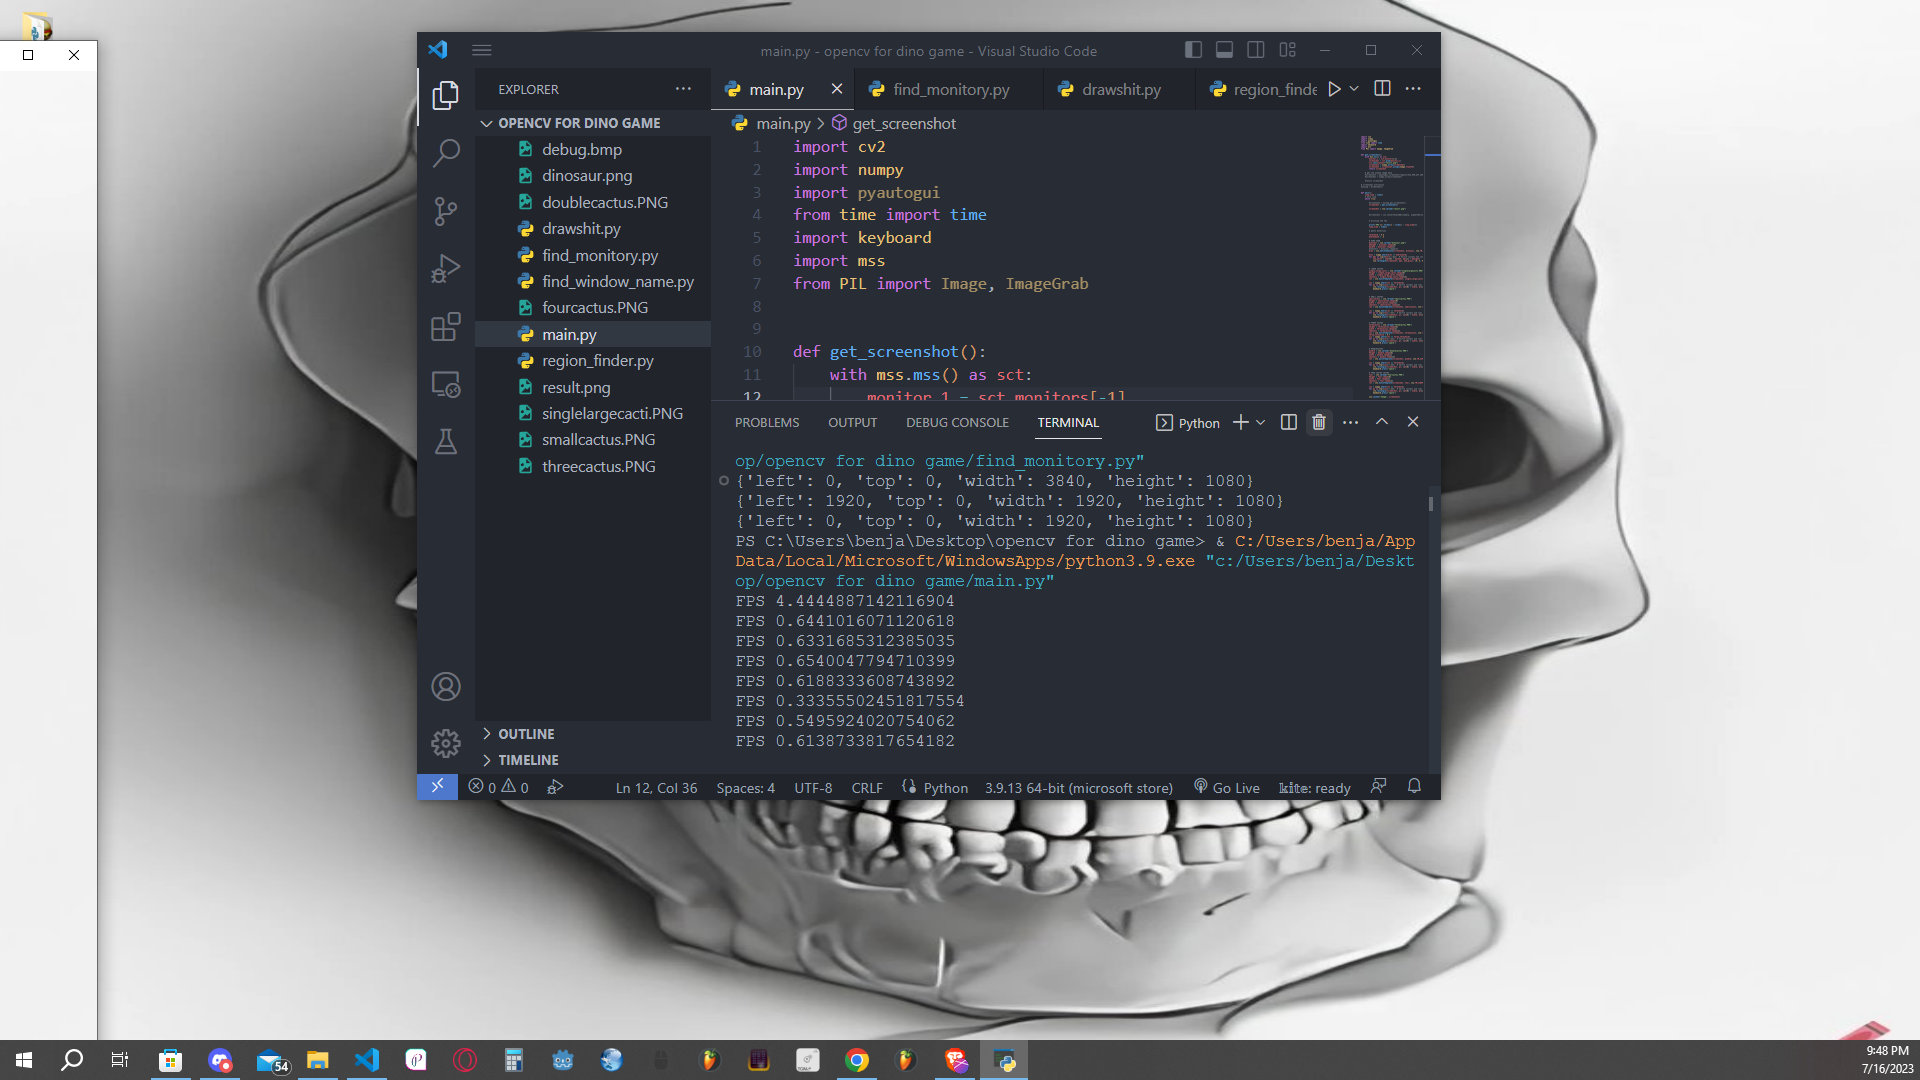 main.py - opencv for dino game - Visual Studio Code
EXPLORER
OPENCV FOR DINO GAME
debug.bmp
dinosaur.png
doublecactus.PNG
drawshit.py
find_monitory.py
find_window_name.py
fourcactus.PNG
main.py
region_finder.py
result.png
singlelargecacti.PNG
smallcactus.PNG
threecactus.PNG
OUTLINE
TIMELINE
main.py
find_monitory.py
drawshit.py
region_finde
main.py > get_screenshot
1 import cv2
2 import numpy
3 import pyautogui
4 from time import time
5 import keyboard
6 import mss
7 from PIL import Image, ImageGrab
8
9
10 def get_screenshot():
11 with mss.mss() as sct:
12 monitor_1 = sct.monitors[-1]
PROBLEMS OUTPUT DEBUG CONSOLE TERMINAL Python
op/opencv for dino game/find_monitory.py"
{'left': 0, 'top': 0, 'width': 3840, 'height': 1080}
{'left': 1920, 'top': 0, 'width': 1920, 'height': 1080}
{'left': 0, 'top': 0, 'width': 1920, 'height': 1080}
PS C:\Users\benja\Desktop\opencv for dino game> & C:/Users/benja/App
Data/Local/Microsoft/WindowsApps/python3.9.exe "c:/Users/benja/Deskt
op/opencv for dino game/main.py"
FPS 4.4444887142116904
FPS 0.6441016071120618
FPS 0.6331685312385035
FPS 0.6540047794710399
FPS 0.6188333608743892
FPS 0.33355502451817554
FPS 0.5495924020754062
FPS 0.6138733817654182
0 0 Ln 12, Col 36 Spaces: 4 UTF-8 CRLF Python 3.9.13 64-bit (microsoft store) Go Live kite: ready
54
9:48 PM
7/16/2023